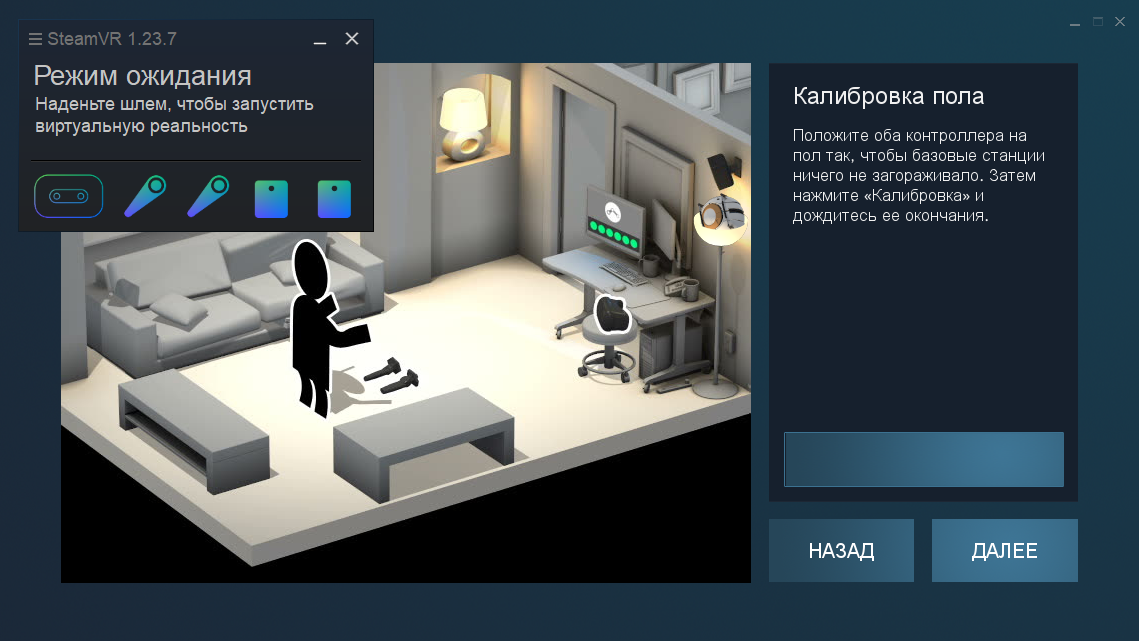 SteamVR 1.23.7
Режим ожидания
Наденьте шлем, чтобы запустить
виртуальную реальность
Калибровка пола
Положите оба контроллера на
пол так, чтобы базовые станции
ничего не загораживало. Затем
нажмите «Калибровка» и
дождитесь ее окончания.
НАЗАД
ДАЛЕЕ